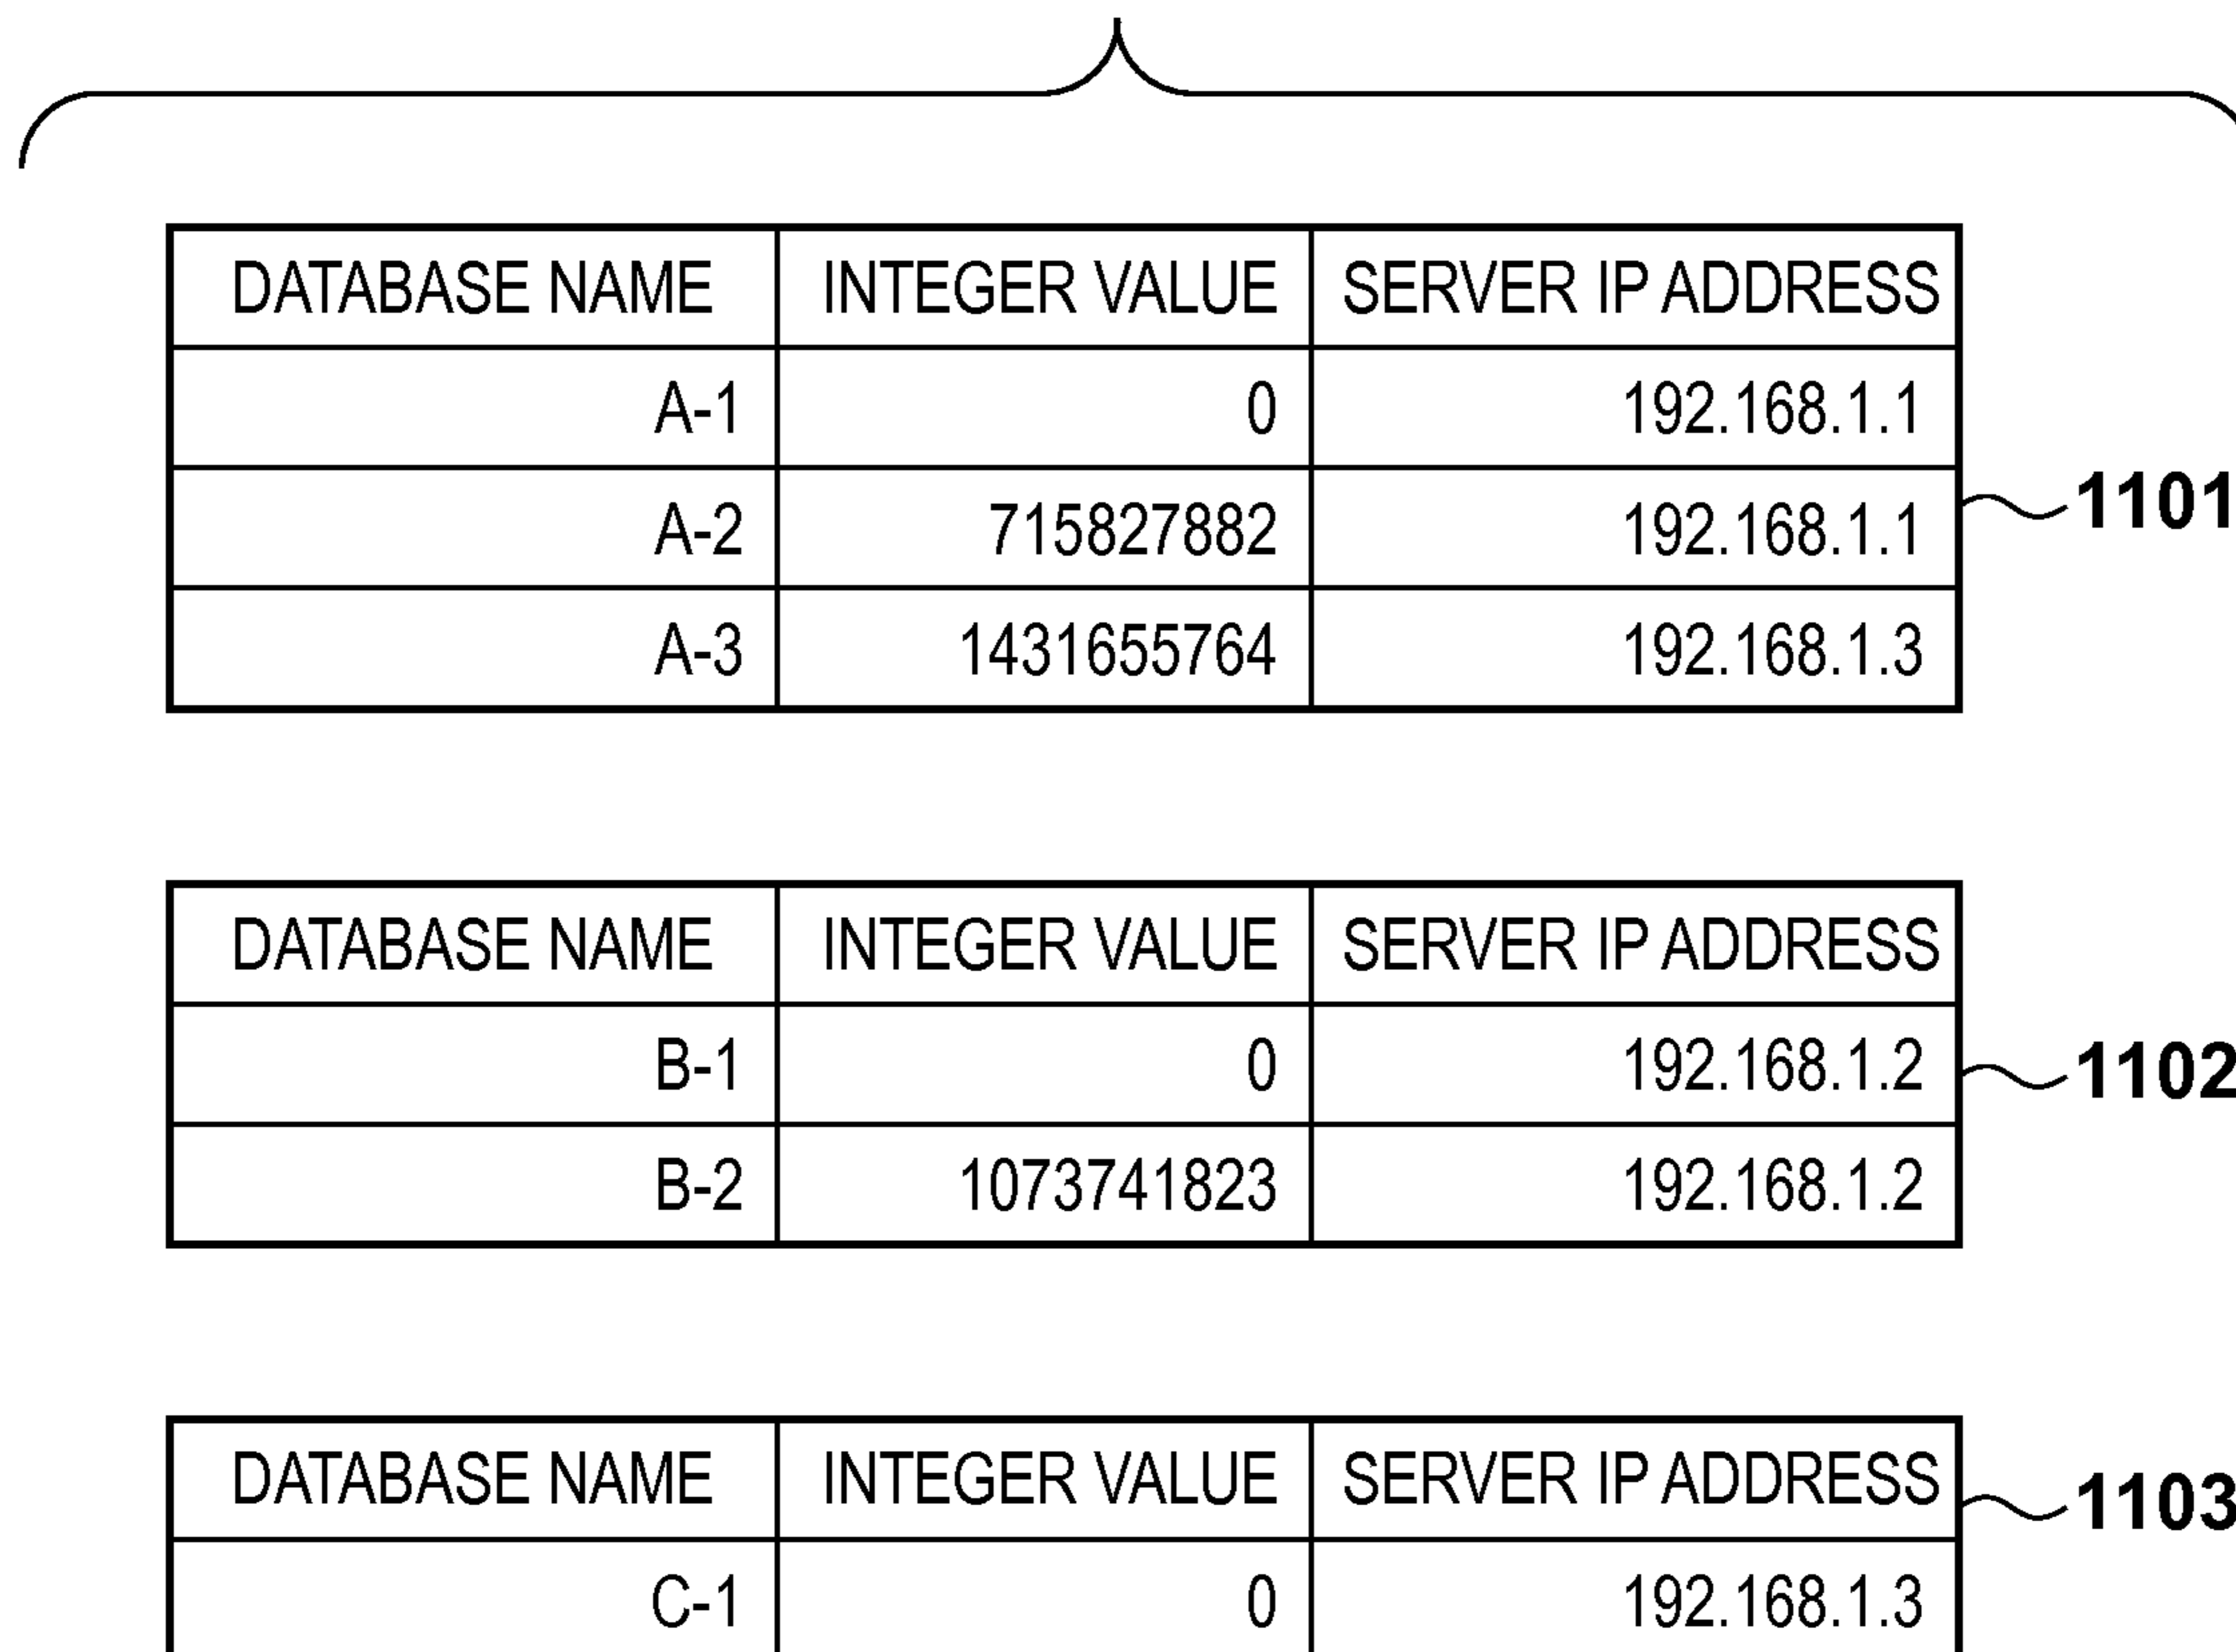 DATABASE NAME INTEGER VALUE SERVER IP ADDRESS
A-1 0 192.168.1.1
A-2 715827882 192.168.1.1 1101
A-3 1431655764 192.168.1.3
DATABASE NAME INTEGER VALUE SERVER IP ADDRESS
B-1 0 192.168.1.2 1102
B-2 1073741823 192.168.1.2
DATABASE NAME INTEGER VALUE SERVER IP ADDRESS 1103
C-1 0 192.168.1.3